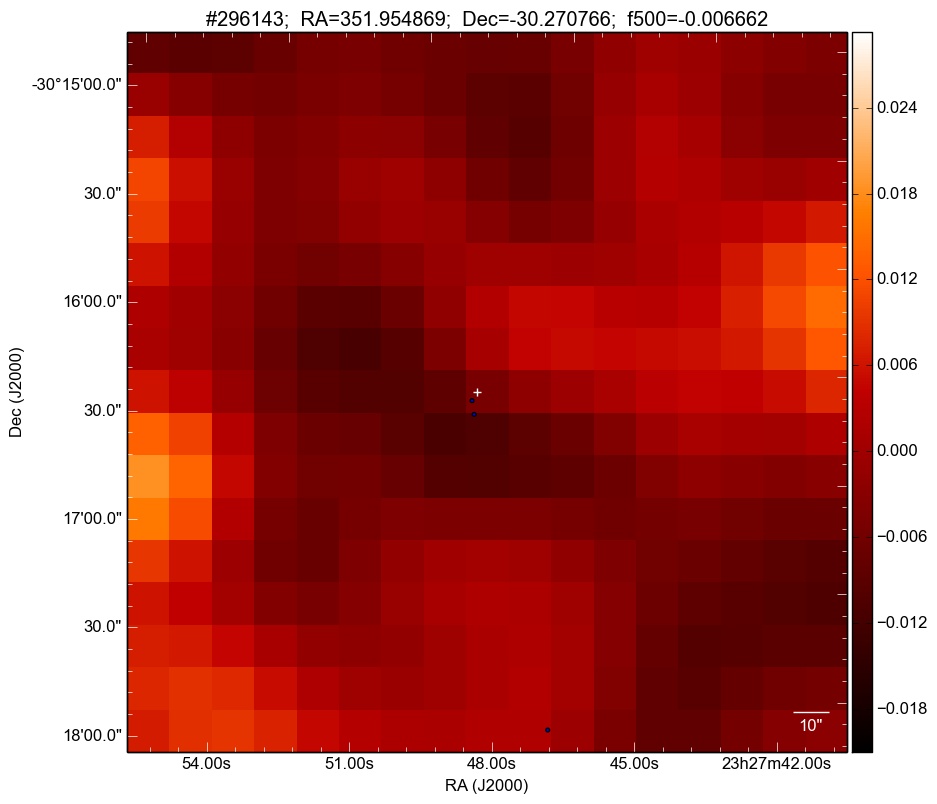 #296143;  RA=351.954869;  Dec=-30.270766;  f500=-0.006662
-30°15'00.0"
30.0"
16'00.0"
30.0"
17'00.0"
30.0"
18'00.0"
Dec (J2000)
54.00s
51.00s
48.00s
45.00s
23h27m42.00s
RA (J2000)
10"
0.024
0.018
0.012
0.006
0.000
−0.006
−0.012
−0.018